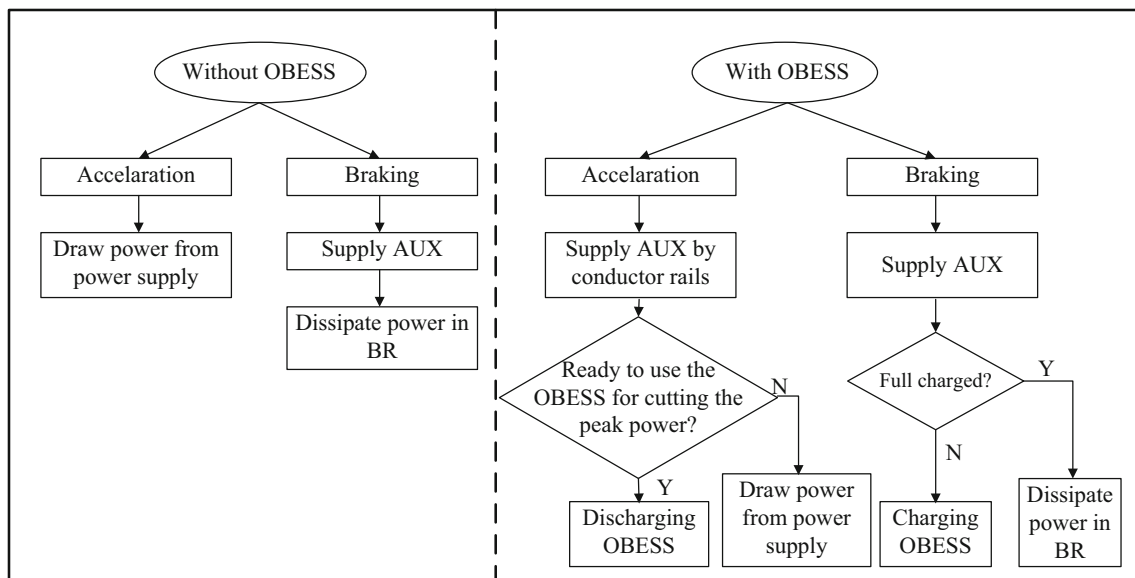 Without OBESS
Accelaration
Braking
Draw power from
power supply
Supply AUX
Dissipate power in
BR
With OBESS
Accelaration
Braking
Supply AUX by
conductor rails
Supply AUX
Ready to use the
OBESS for cutting the
peak power?
N
Y
Full charged?
Y
N
Discharging
OBESS
Draw power
from power
supply
Charging
OBESS
Dissipate
power in
BR